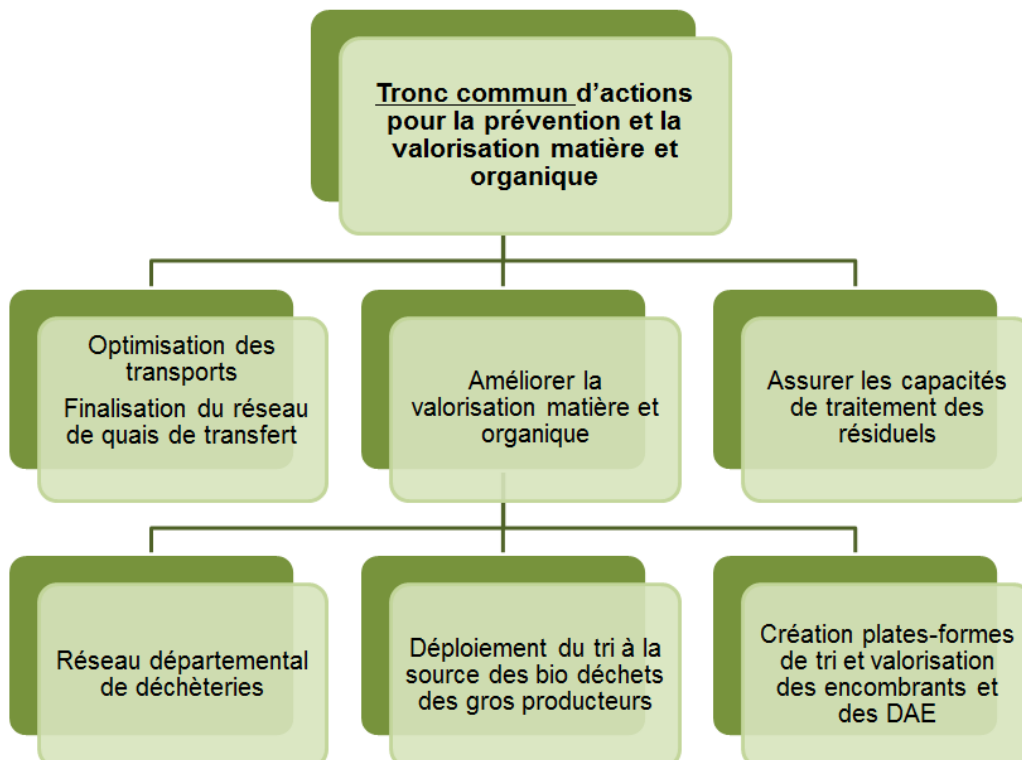 Tronc commun d’actions
pour la prévention et la
valorisation matière et
organique
Optimisation des
transports
Finalisation du réseau
de quais de transfert
Améliorer la
valorisation matière et
organique
Assurer les capacités
de traitement des
résiduels
Réseau départemental
de déchèteries
Déploiement du tri à la
source des bio déchets
des gros producteurs
Création plates-formes
de tri et valorisation
des encombrants et
des DAE